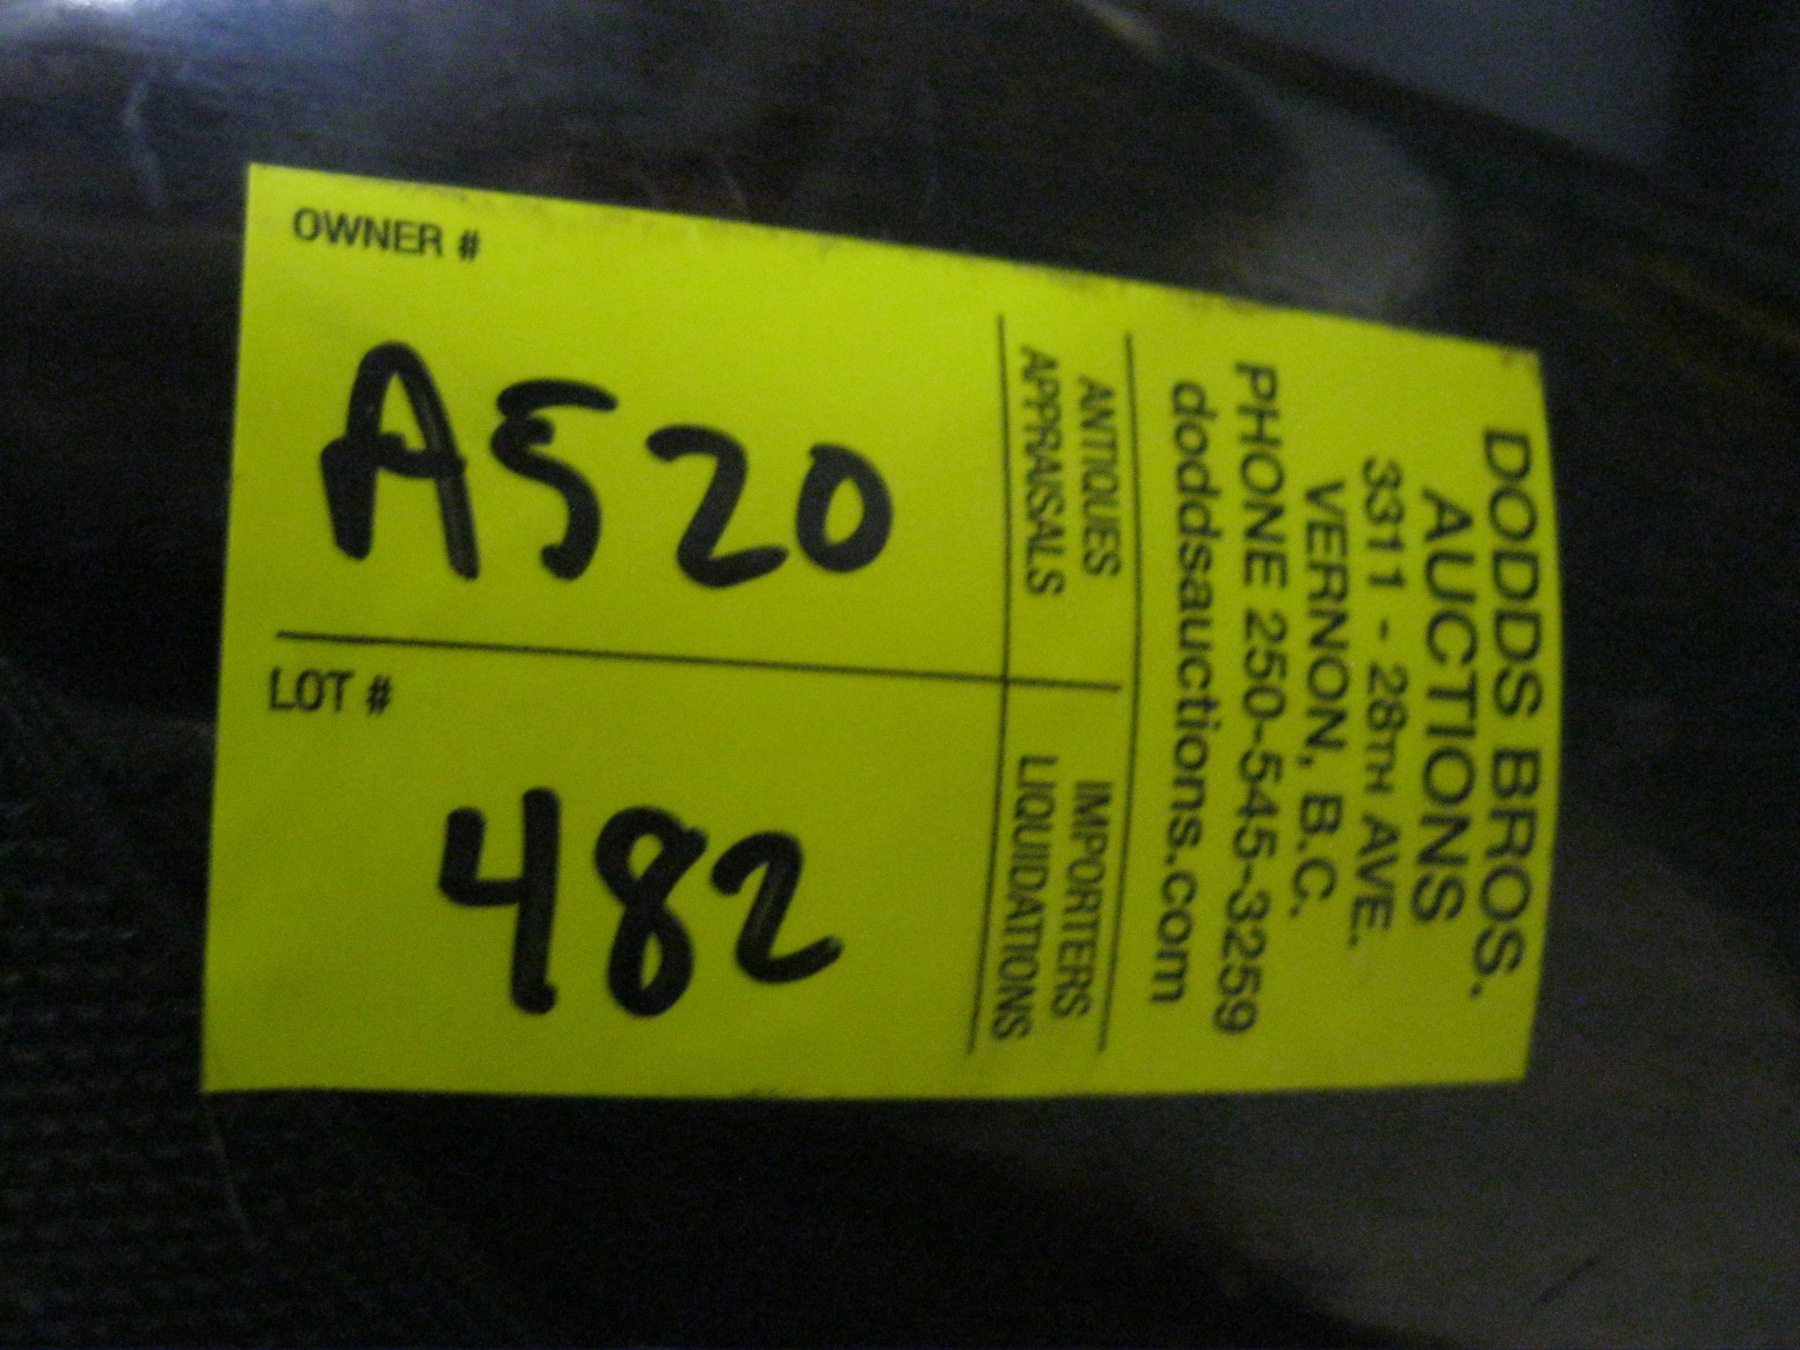 OWNER #
A520
LOT #
482
DODDS BROS.
AUCTIONS
3311 - 28TH AVE.
VERNON, B.C.
PHONE 250-545-3259
doddsauctions.com
ANTIQUES
APPRAISALS
IMPORTERS
LIQUIDATIONS